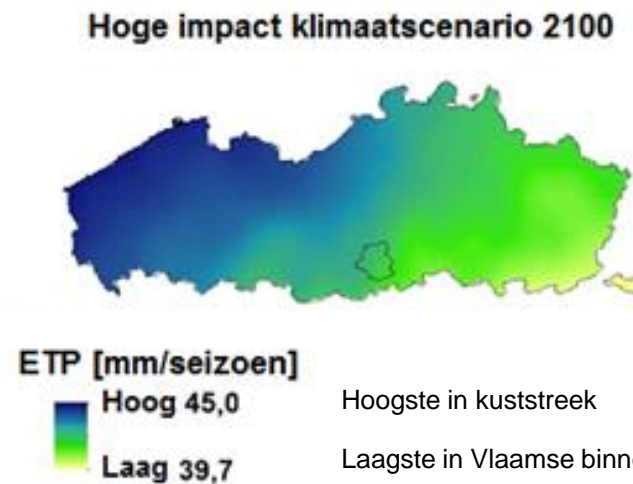 Hoge impact klimaatscenario 2100
ETP [mm/seizoen]
Hoog 45,0
Hoogste in kuststreek
Laag 39,7
Laagste in Vlaamse